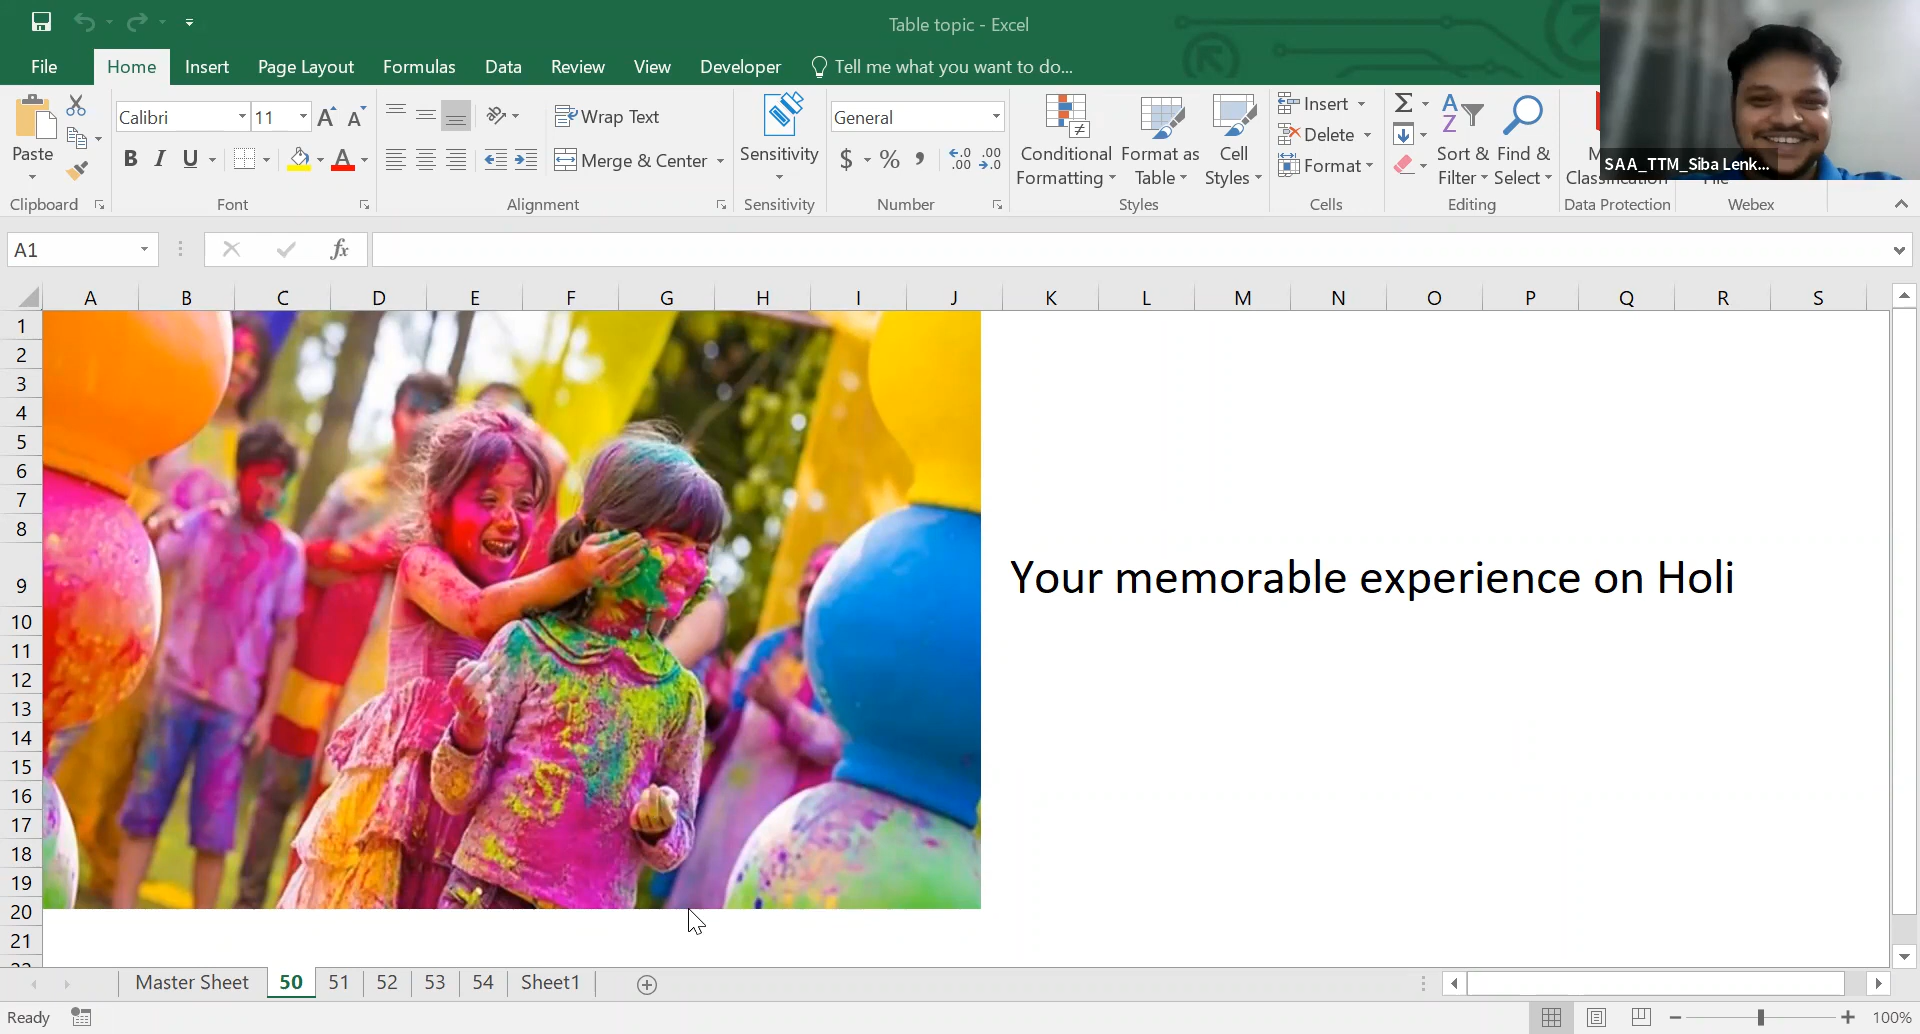 Table topic - Excel
File Home Insert Page Layout Formulas Data Review View Developer Tell me what you want to do...
Calibri 11 Wrap Text General Insert
Paste B I U Merge & Center $ % Sensitivity Conditional Formatting Format as Table Cell Styles Delete Format Sort & Filter Find & Select
SAA_TTM_Siba Lenk...
Clipboard Font Alignment Sensitivity Number Styles Cells Editing Data Protection Webex
A1 fx
A B C D E F G H I J K L M N O P Q R S
1
2
3
4
5
6
7
8
9 Your memorable experience on Holi
10
11
12
13
14
15
16
17
18
19
20
21
Master Sheet 50 51 52 53 54 Sheet1
Ready 100%